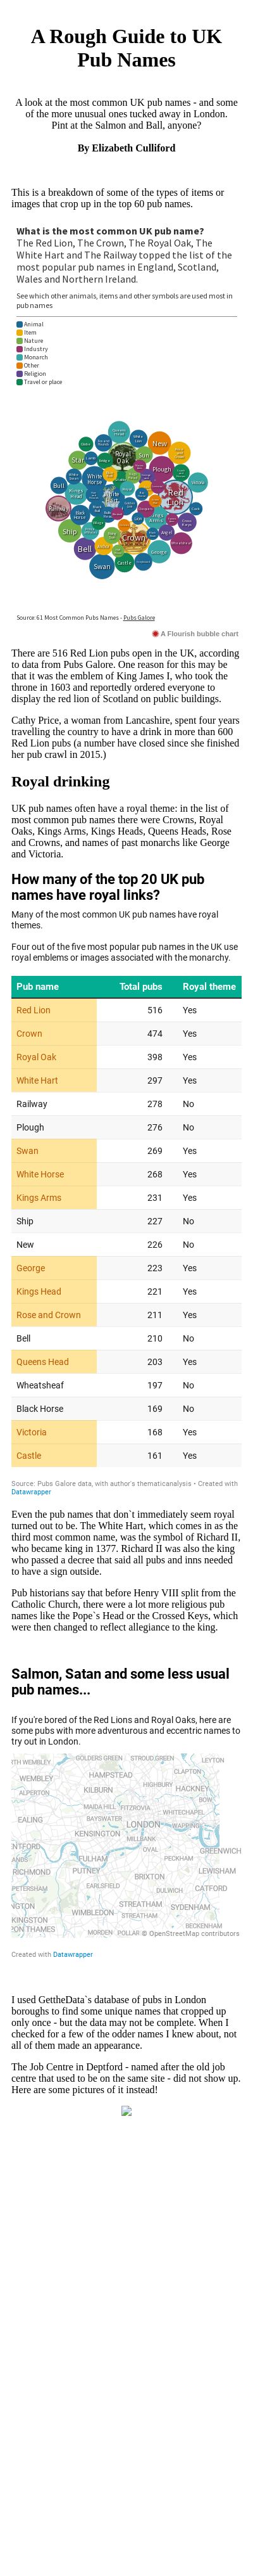 A Rough Guide to UK
Pub Names
A look at the most common UK pub names - and some
of the more unusual ones tucked away in London.
Pint at the Salmon and Ball, anyone?
By Elizabeth Culliford
This is a breakdown of some of the types of items or
images that crop up in the top 60 pub names.
What is the most common UK pub name?
The Red Lion, The Crown, The Royal Oak, The
White Hart and The Railway topped the list of the
most popular pub names in England, Scotland,
Wales and Northern Ireland.
See which other animals, items and other symbols are used most in
pub names
Animal
Item
Nature
Industry
Monarch
Other
Religion
Travel or place
New
Royal
Oak
Star
Sun
Plough
White
Horse
Bull
Red
Lion
Ship
Crown
Bell
George
Swan
Castle
Source: 61 Most Common Pubs Names - Pubs Galore
A Flourish bubble chart
There are 516 Red Lion pubs open in the UK, according
to data from Pubs Galore. One reason for this may be
that it was the emblem of King James I, who took the
throne in 1603 and reportedly ordered everyone to
display the red lion of Scotland on public buildings.
Cathy Price, a woman from Lancashire, spent four years
travelling the country to have a drink in more than 600
Red Lion pubs (a number have closed since she finished
her pub crawl in 2015.)
Royal drinking
UK pub names often have a royal theme: in the list of
most common pub names there were Crowns, Royal
Oaks, Kings Arms, Kings Heads, Queens Heads, Rose
and Crowns, and names of past monarchs like George
and Victoria.
How many of the top 20 UK pub
names have royal links?
Many of the most common UK pub names have royal
themes.
Four out of the five most popular pub names in the UK use
royal emblems or images associated with the monarchy.
Pub name Total pubs Royal theme
Red Lion 516 Yes
Crown 474 Yes
Royal Oak 398 Yes
White Hart 297 Yes
Railway 278 No
Plough 276 No
Swan 269 Yes
White Horse 268 Yes
Kings Arms 231 Yes
Ship 227 No
New 226 No
George 223 Yes
Kings Head 221 Yes
Rose and Crown 211 Yes
Bell 210 No
Queens Head 203 Yes
Wheatsheaf 197 No
Black Horse 169 No
Victoria 168 Yes
Castle 161 Yes
Source: Pubs Galore data, with author's thematicanalysis • Created with
Datawrapper
Even the pub names that don`t immediately seem royal
turned out to be. The White Hart, which comes in as the
third most common name, was the symbol of Richard II,
who became king in 1377. Richard II was also the king
who passed a decree that said all pubs and inns needed
to have a sign outside.
Pub historians say that before Henry VIII split from the
Catholic Church, there were a lot more religious pub
names like the Pope`s Head or the Crossed Keys, which
were then changed to reflect allegiance to the king.
Salmon, Satan and some less usual
pub names...
If you're bored of the Red Lions and Royal Oaks, here are
some pubs with more adventurous and eccentric names to
try out in London.
GOLDERS GREEN STROUD GREEN LEYTON
TH WEMBLEY
CLAPTON
WEMBLEY HAMPSTEAD
HIGHBURY HACKNEY
ALPERTON KILBURN
BOW
MAIDA HILL FITZROVIA
WHITECHAPEL
EALING BAYSWATER LONDON WAPPING
KENSINGTON
MILLBANK
ENTFORD OVAL GREENWICH
ANDS FULHAM PECKHAM
RICHMOND PUTNEY LEWISHAM
BRIXTON
PETERSHAM EARLSFIELD DULWICH CATFORD
NGTON STREATHAM SYDENHAM
WIMBLEDON
KINGSTON STREATHAM
PON THAMES BECKENHAM
MORDEN POLLAR © OpenStreetMap contributors
Created with Datawrapper
I used GettheData`s database of pubs in London
boroughs to find some unique names that cropped up
only once - but the data may not be complete. When I
checked for a few of the odder names I knew about, not
all of them made an appearance.
The Job Centre in Deptford - named after the old job
centre that used to be on the same site - did not show up.
Here are some pictures of it instead!